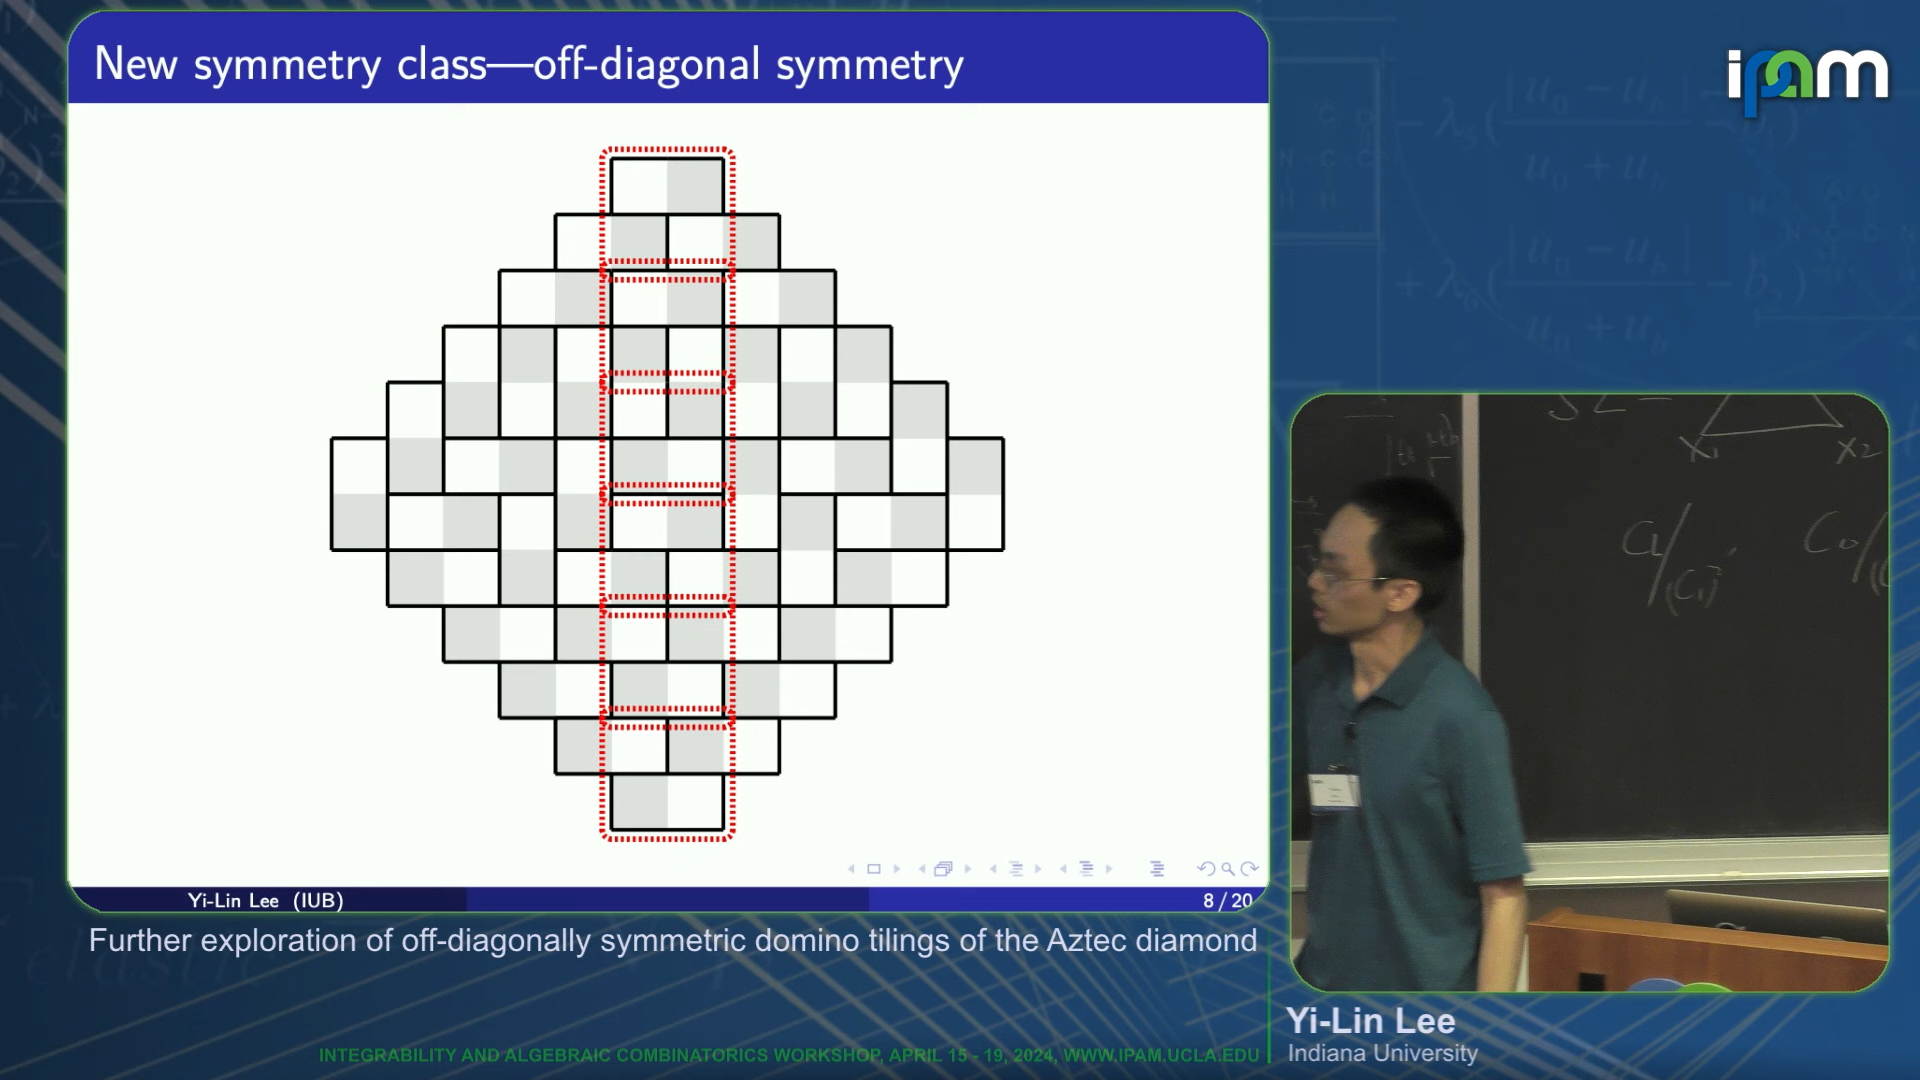 New symmetry class—off-diagonal symmetry
ipam
x₁ x₂
Yi-Lin Lee (IUB)
8 / 20
Further exploration of off-diagonally symmetric domino tilings of the Aztec diamond
Yi-Lin Lee
Indiana University
INTEGRABILITY AND ALGEBRAIC COMBINATORICS WORKSHOP, APRIL 15 - 19, 2024, WWW.IPAM.UCLA.EDU